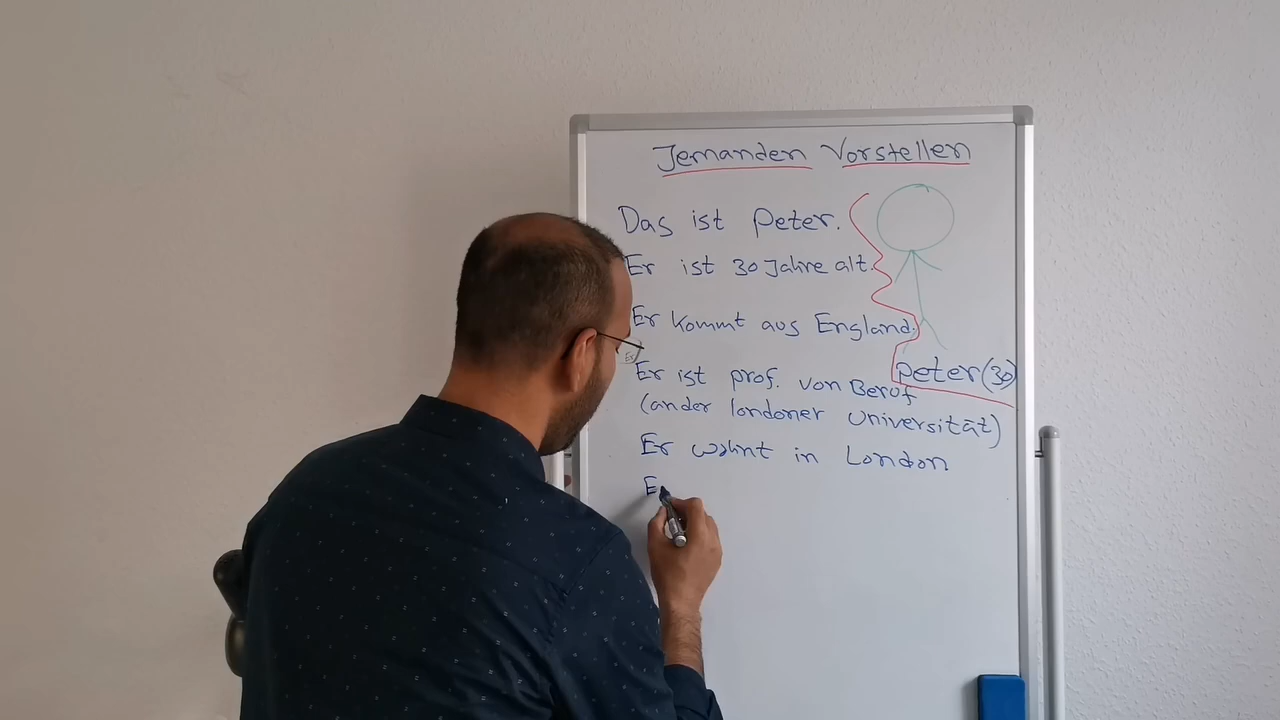 Jemanden Vorstellen
Das ist Peter.
Er ist 30 Jahre alt.
Er kommt aus England.
Er ist prof. von Beruf
peter(30)
(an der londoner Universität)
Er wohnt in London
E